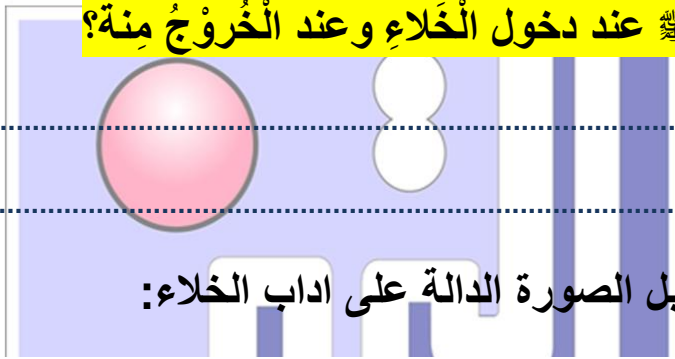 ﷺ عند دخول الْخَلاءِ وعند الْخُروْجُ مِنة؟
الصورة الدالة على اداب الخلاء: